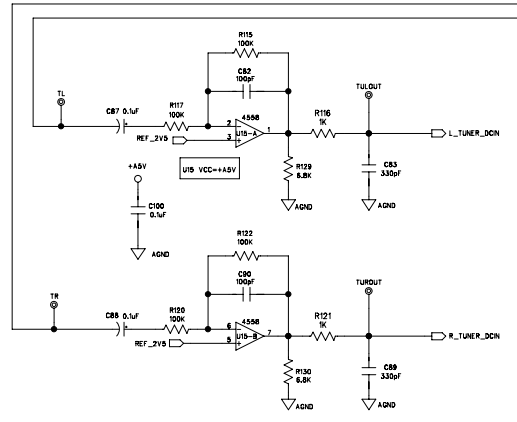 R115
100K
C82
100pF
TL
C87 0.1uF
R117
100K
4558
2
U15-A
3
1
REF_2V5
R116
1K
TULOUT
L_TUNER_DCIN
R129
6.8K
AGND
C83
330pF
AGND
U15 VCC=+A5V
+A5V
C100
0.1uF
AGND
R122
100K
C90
100pF
TR
C88 0.1uF
R120
100K
4558
6
U15-B
5
7
REF_2V5
R121
1K
TUROUT
R_TUNER_DCIN
R130
6.8K
AGND
C89
330pF
AGND